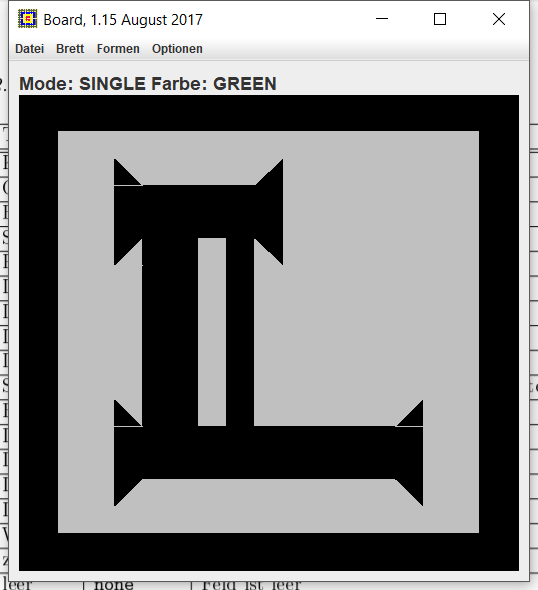 Board, 1.15 August 2017
Datei Brett Formen Optionen
Mode: SINGLE Farbe: GREEN
leer none Feld ist leer